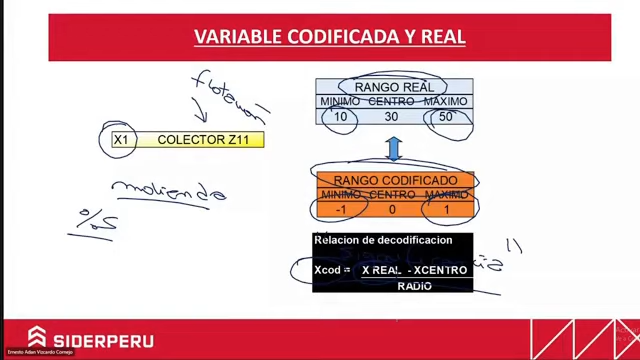 VARIABLE CODIFICADA Y REAL
flotación
X1 COLECTOR Z11
molienda
%S
RANGO REAL
MINIMO CENTRO MAXIMO
10 30 50
RANGO CODIFICADO
MINIMO CENTRO MAXIMO
-1 0 1
Relacion de decodificacion
"Significancia"
Xcod = X REAL - XCENTRO
RADIO
SIDERPERU
Ernesto Adan Vizcardo Cornejo